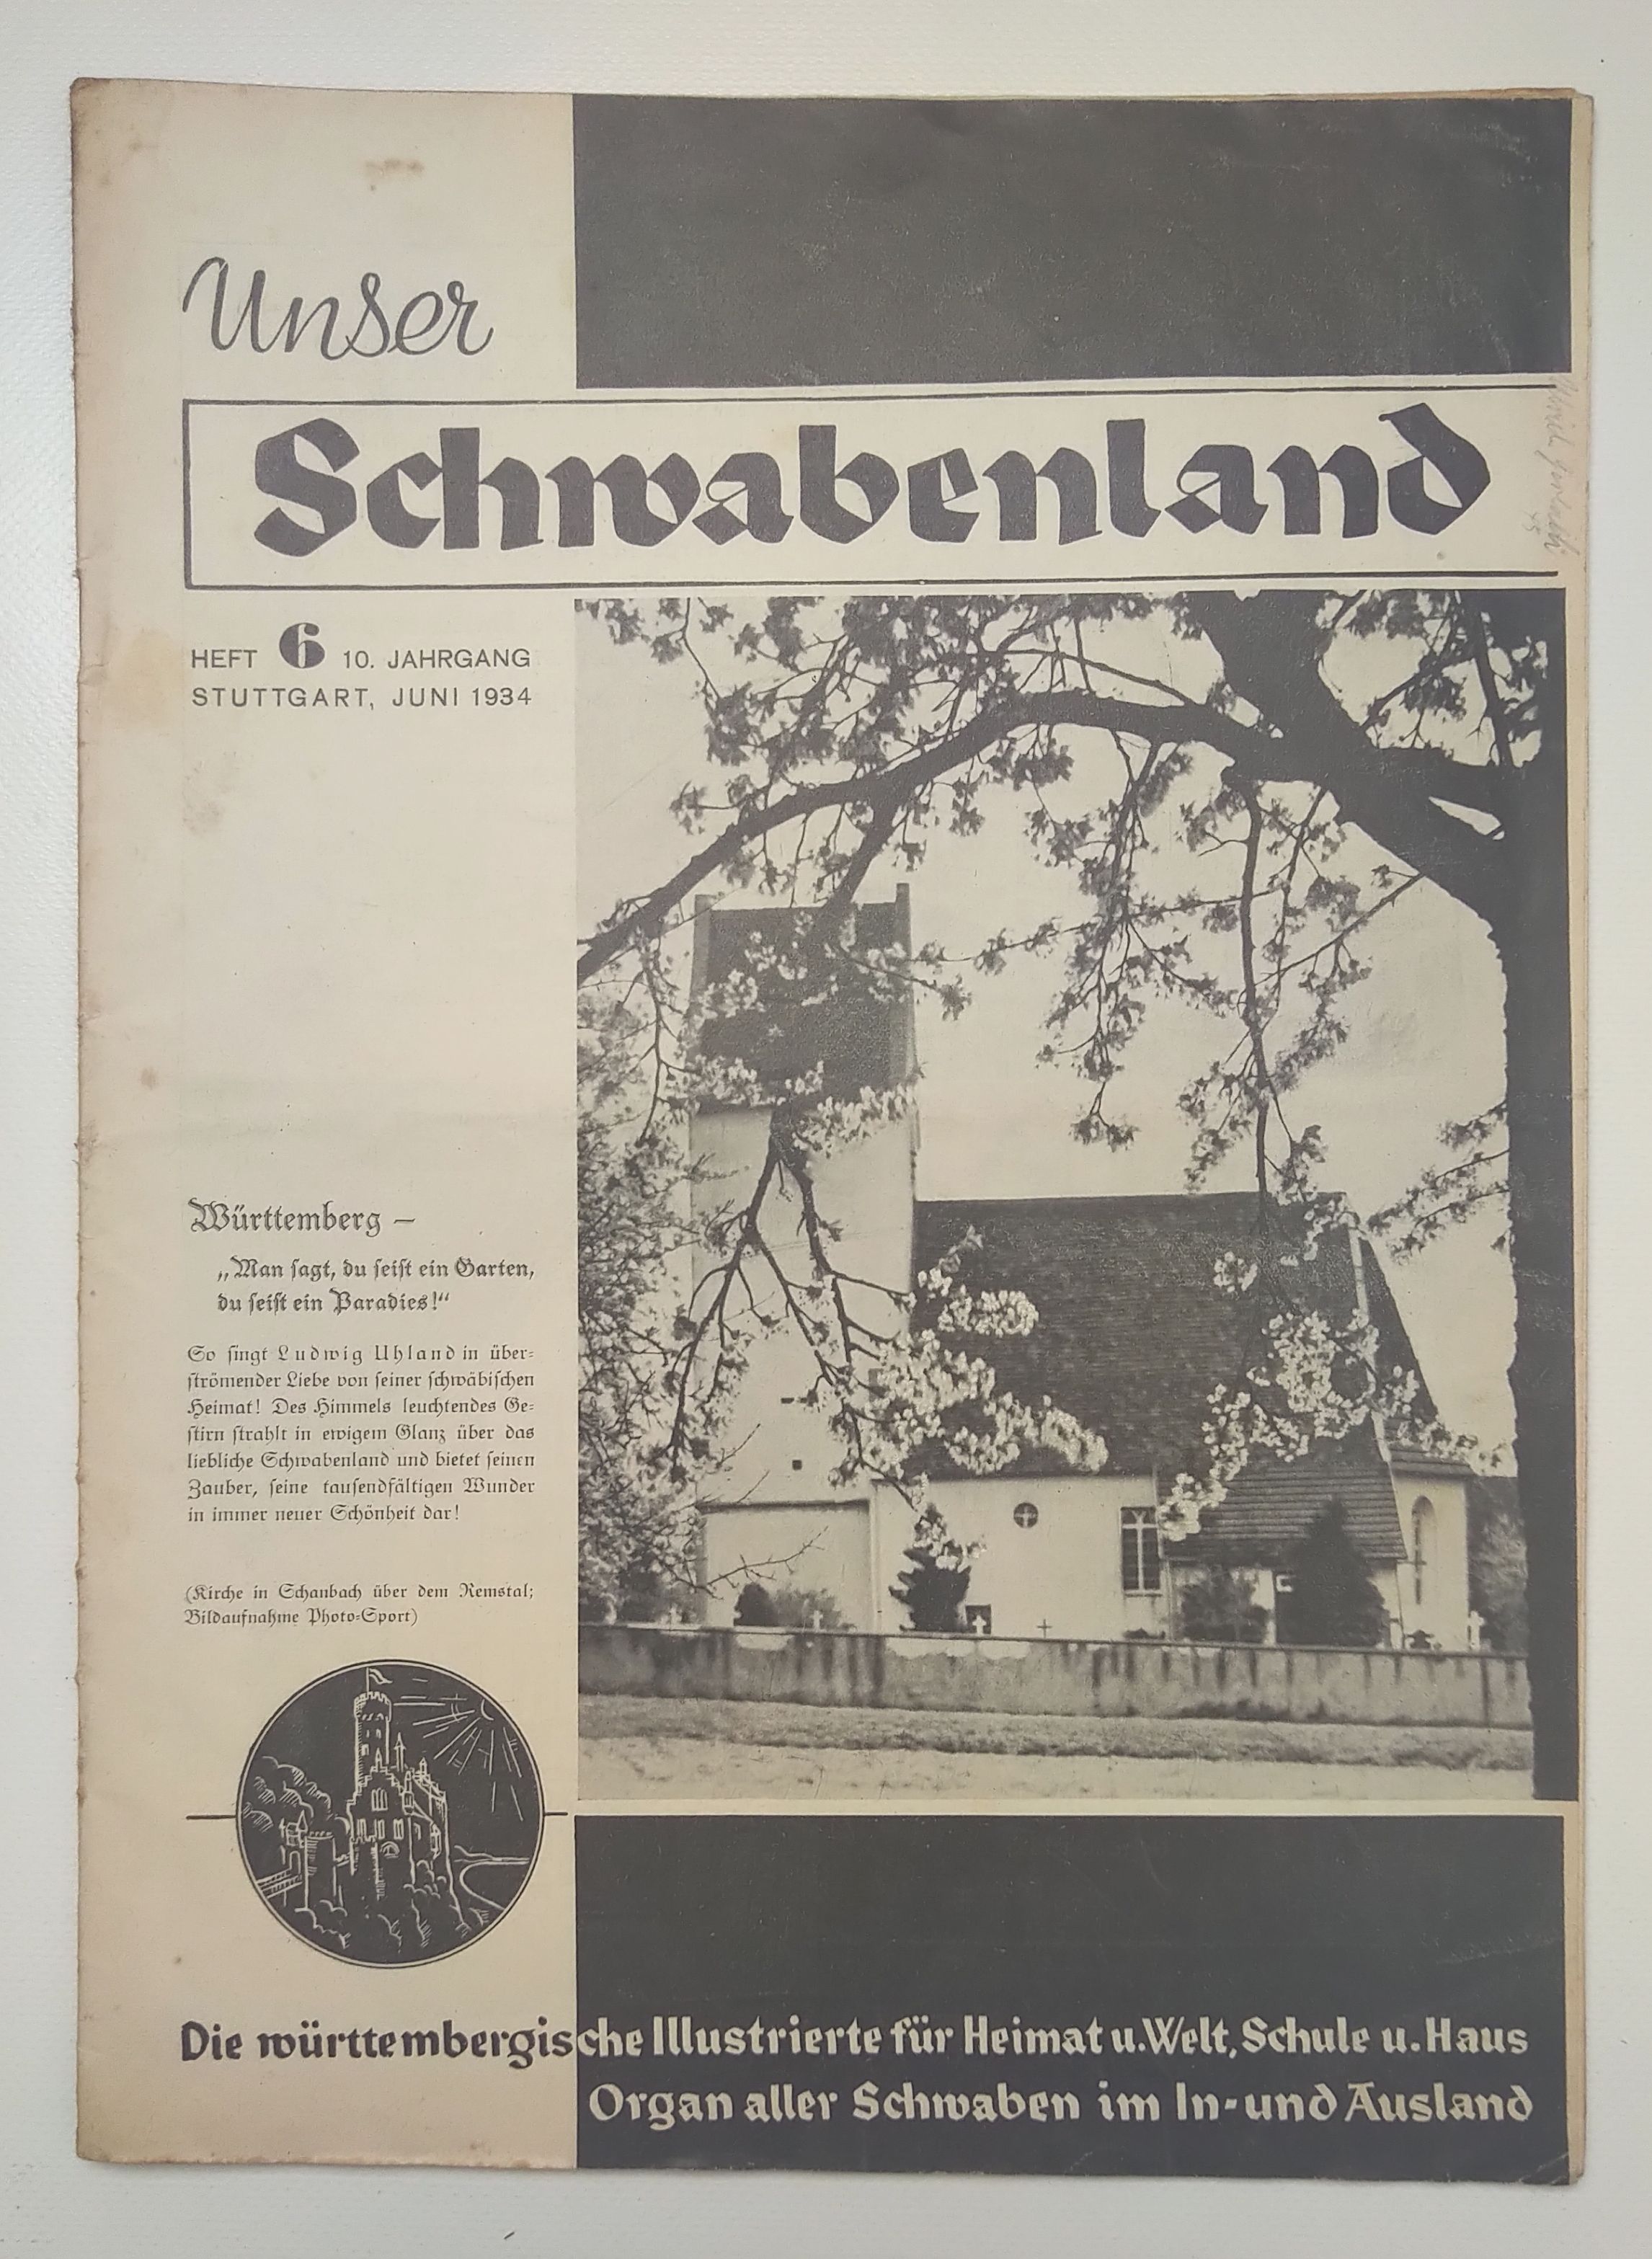 Unser
Schwabenland
HEFT 6 10. JAHRGANG
STUTTGART, JUNI 1934
Württemberg –
„Man sagt, du seist ein Garten,
du seist ein Paradies!“
So singt Ludwig Uhland in über-
strömender Liebe von seiner schwäbischen
Heimat! Des Himmels leuchtendes Ge-
stirn strahlt in ewigem Glanz über das
liebliche Schwabenland und bietet seinen
Zauber, seine tausendfältigen Wunder
in immer neuer Schönheit dar!
(Kirche in Schanbach über dem Remstal;
Bildaufnahme Photo-Sport)
Die württembergische Illustrierte für Heimat u. Welt, Schule u. Haus
Organ aller Schwaben im In- und Ausland